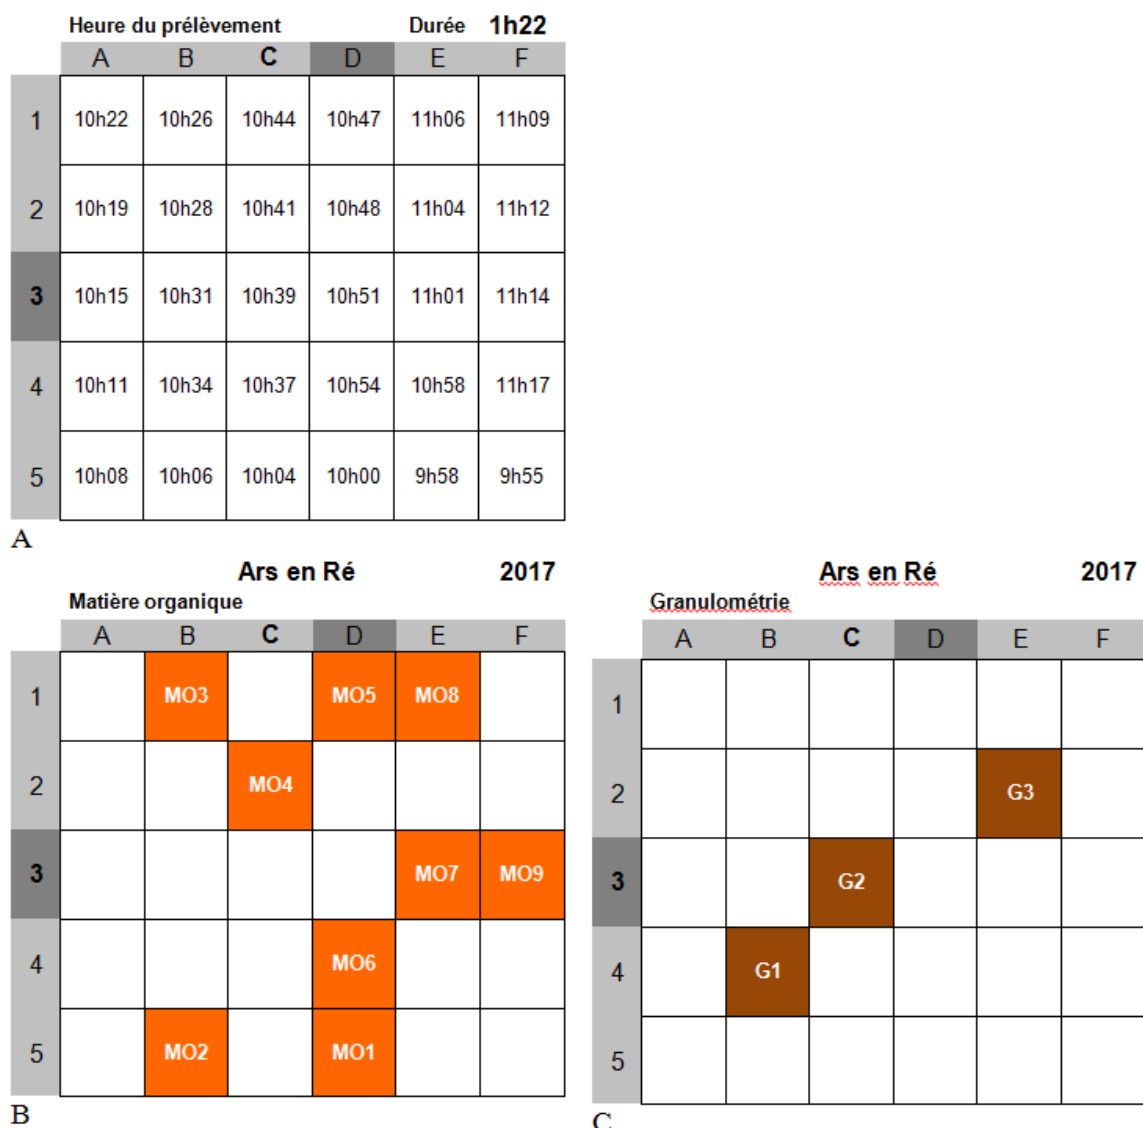 Heure du prélèvement Durée 1h22
A B C D E F
1 10h22 10h26 10h44 10h47 11h06 11h09
2 10h19 10h28 10h41 10h48 11h04 11h12
3 10h15 10h31 10h39 10h51 11h01 11h14
4 10h11 10h34 10h37 10h54 10h58 11h17
5 10h08 10h06 10h04 10h00 9h58 9h55
A
Ars en Ré 2017
Matière organique
A B C D E F
1 MO3 MO5 MO8
2 MO4
3 MO7 MO9
4 MO6
5 MO2 MO1
B
Ars en Ré 2017
Granulométrie
A B C D E F
1
2 G3
3 G2
4 G1
5
C